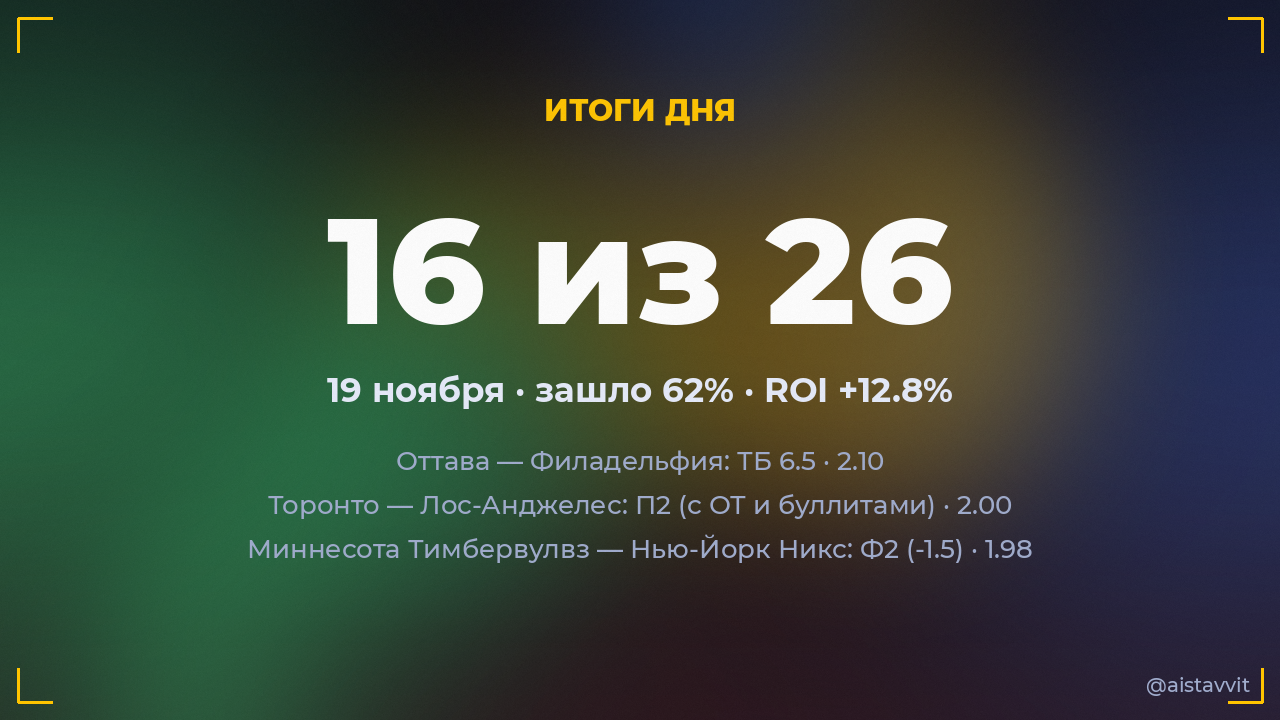 ИТОГИ ДНЯ
16 из 26
19 ноября · зашло 62% · ROI +12.8%
Оттава — Филадельфия: ТБ 6.5 · 2.10
Торонто — Лос-Анджелес: П2 (с ОТ и буллитами) · 2.00
Миннесота Тимбервулвз — Нью-Йорк Никс: Ф2 (-1.5) · 1.98
@aistavvit